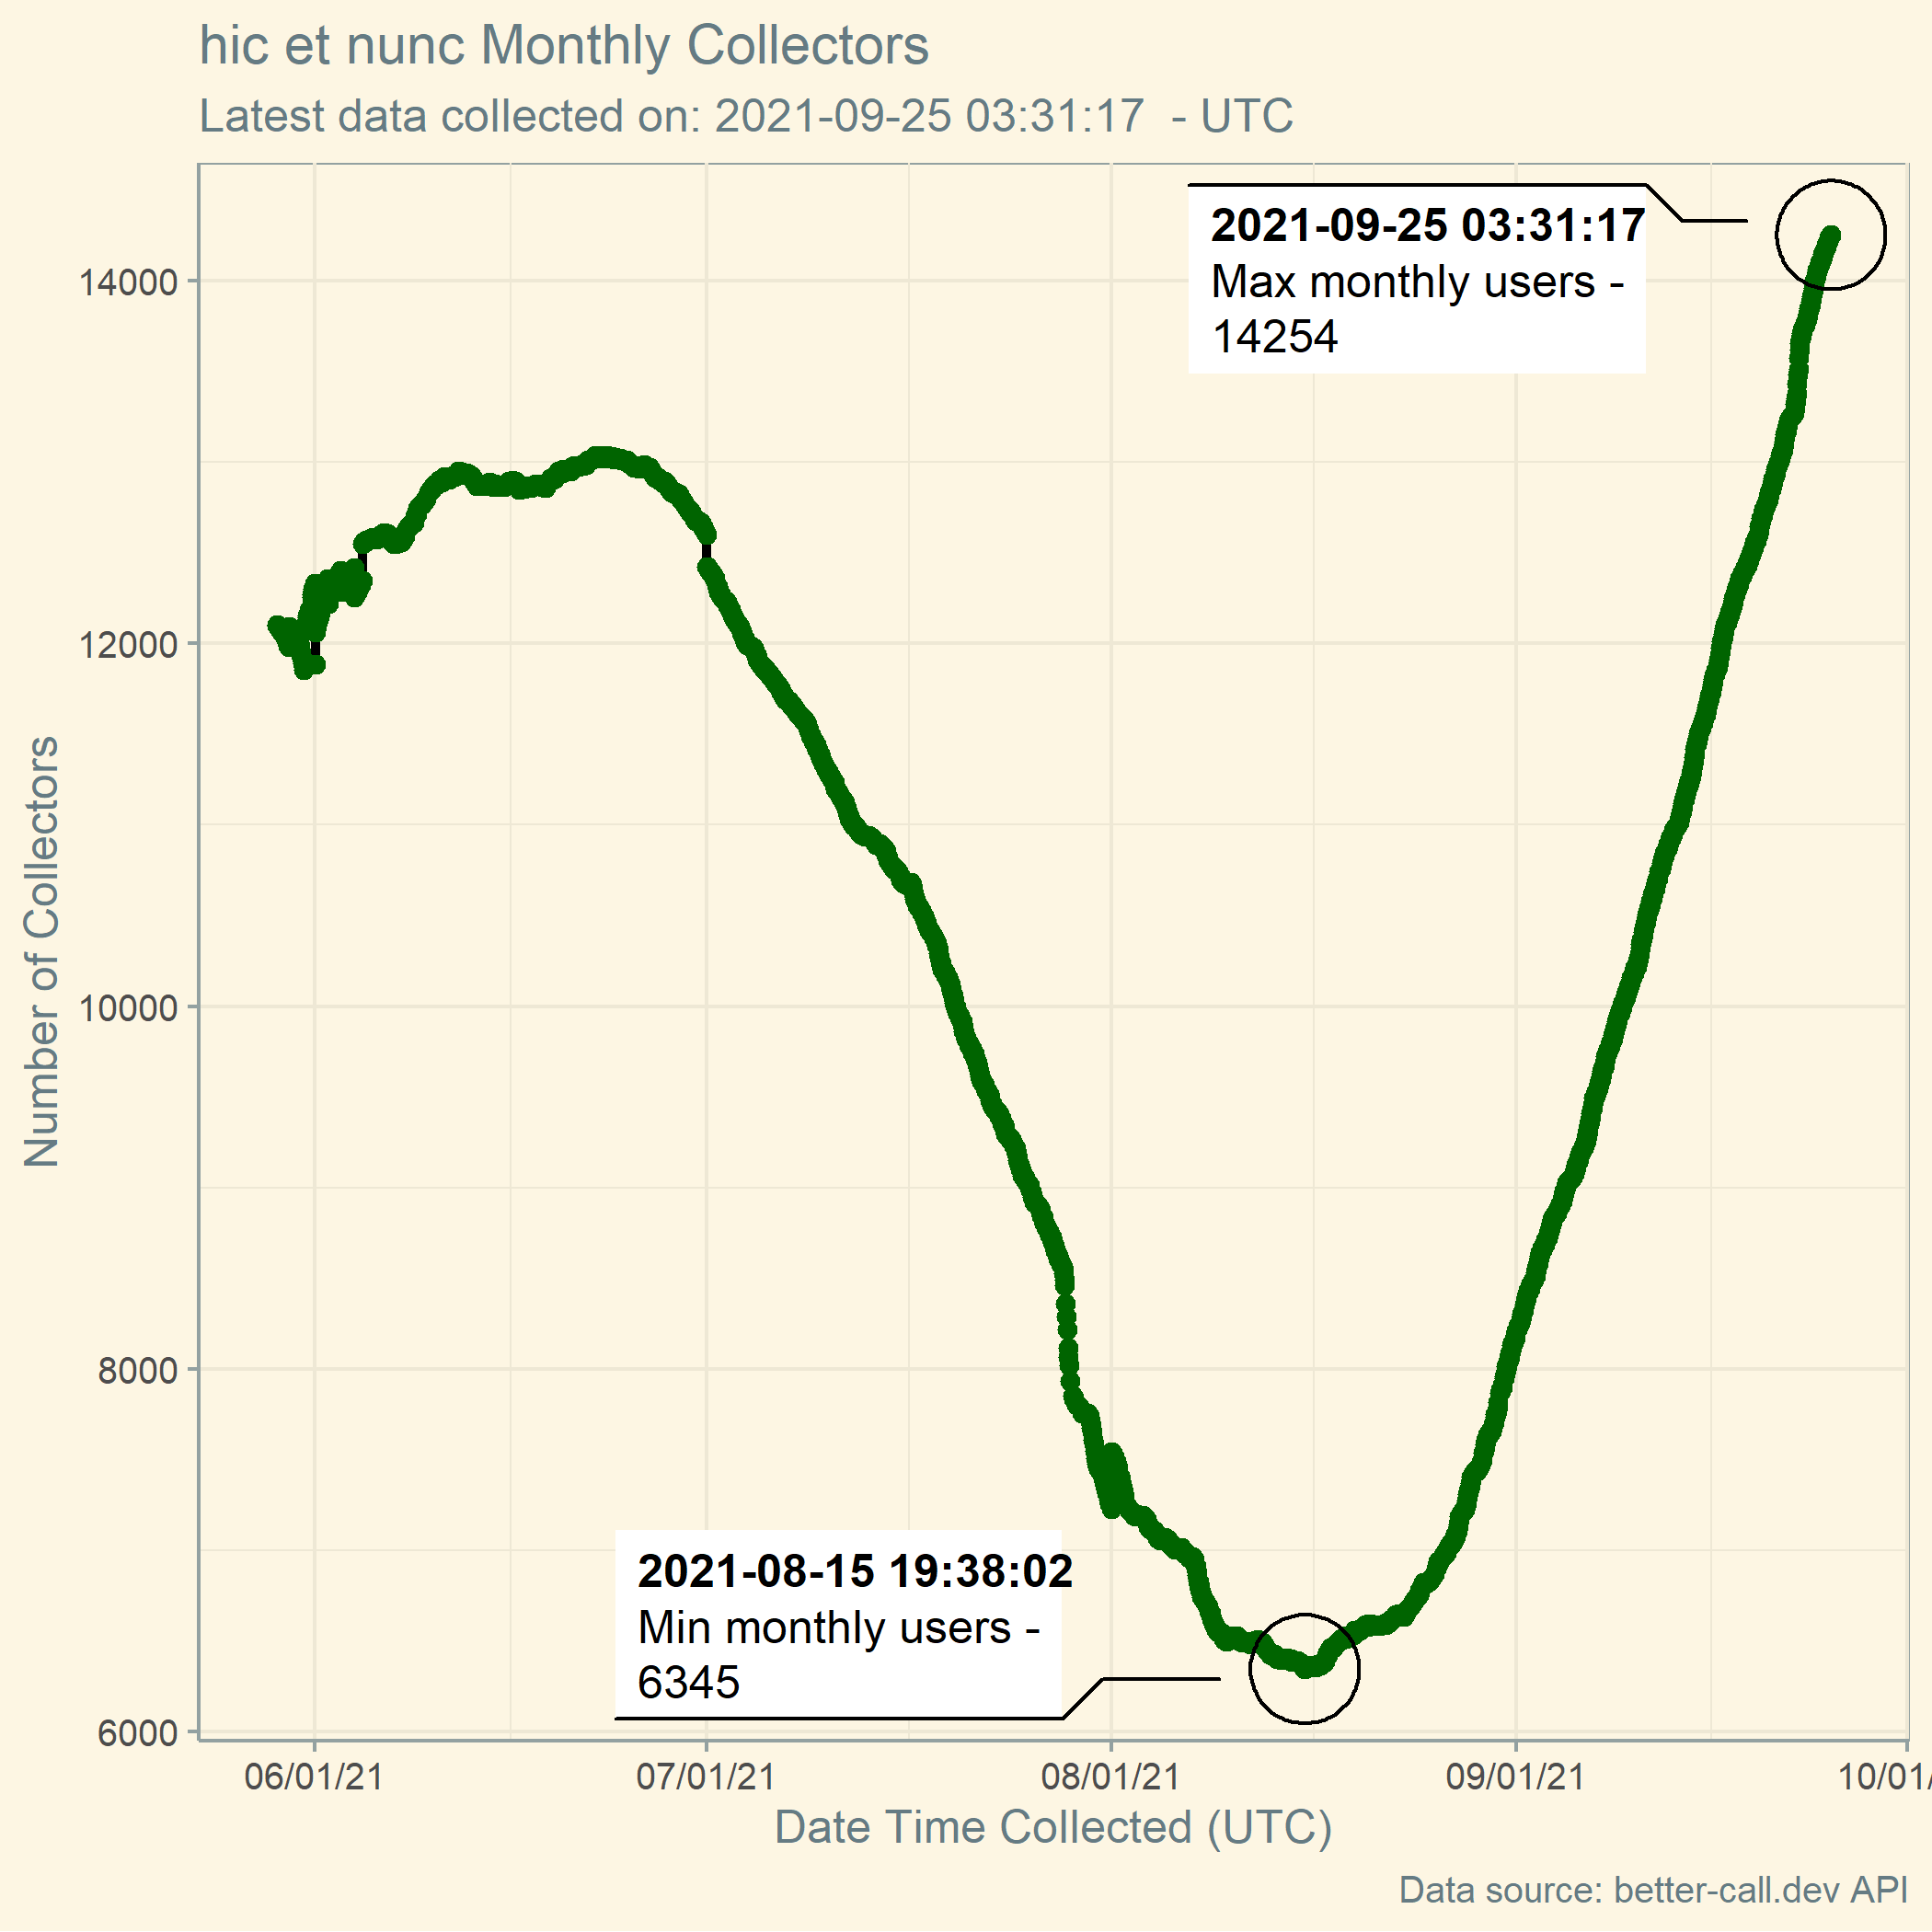 hic et nunc Monthly Collectors
Latest data collected on: 2021-09-25 03:31:17  - UTC
2021-09-25 03:31:17
Max monthly users -
14254
14000
12000
10000
8000
6000
Number of Collectors
2021-08-15 19:38:02
Min monthly users -
6345
06/01/21
07/01/21
08/01/21
09/01/21
10/01/
Date Time Collected (UTC)
Data source: better-call.dev API